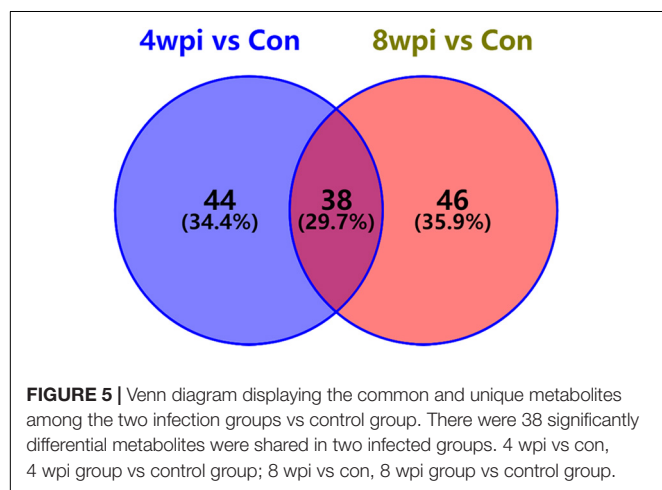 4wpi vs Con
8wpi vs Con
44
(34.4%)
38
(29.7%)
46
(35.9%)
FIGURE 5 | Venn diagram displaying the common and unique metabolites
among the two infection groups vs control group. There were 38 significantly
differential metabolites were shared in two infected groups. 4 wpi vs con,
4 wpi group vs control group; 8 wpi vs con, 8 wpi group vs control group.